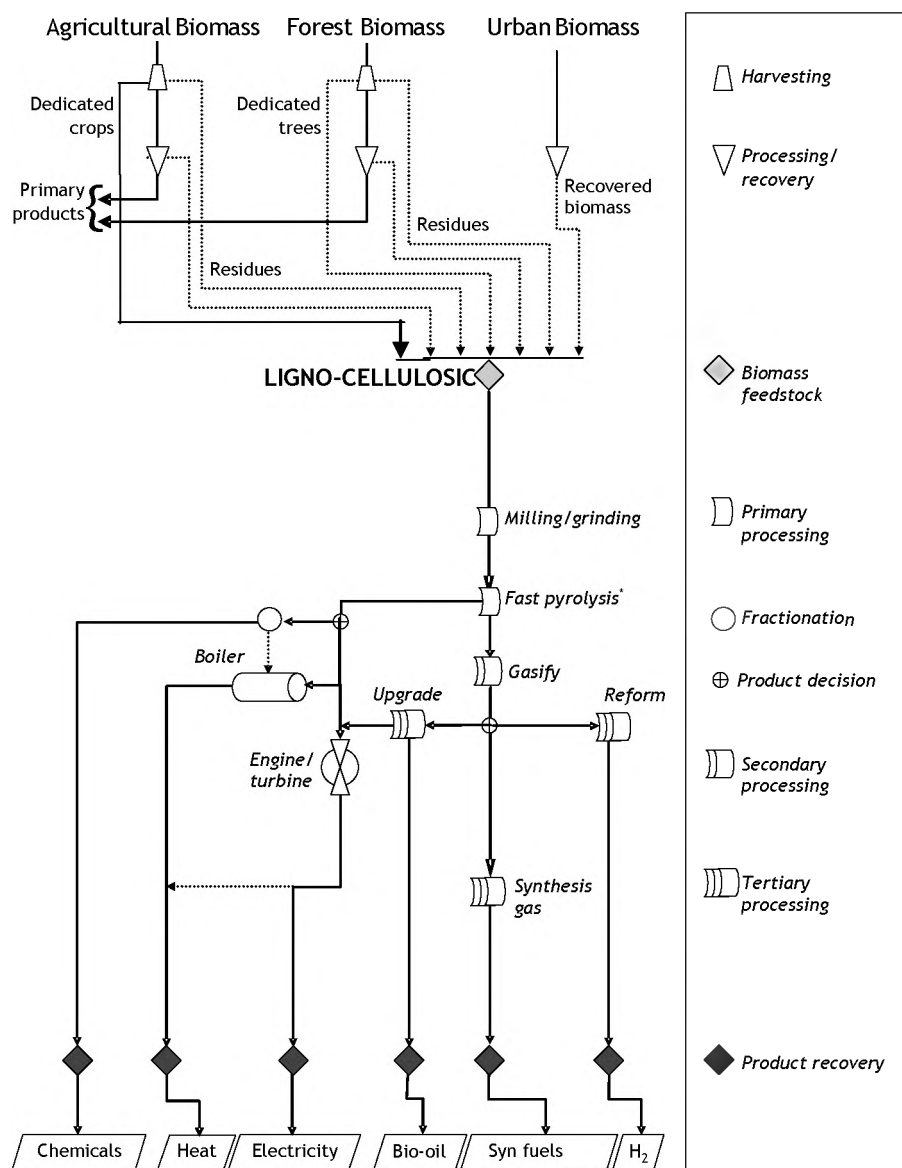 Agricultural Biomass
Forest Biomass
Urban Biomass
Dedicated
crops
Dedicated
trees
Primary
products
Recovered
biomass
Residues
Residues
LIGNO-CELLULOSIC
Milling/grinding
Fast pyrolysis*
Boiler
Gasify
Upgrade
Reform
Engine/
turbine
Synthesis
gas
Chemicals
Heat
Electricity
Bio-oil
Syn fuels
H2
Harvesting
Processing/
recovery
Biomass
feedstock
Primary
processing
Fractionation
Product decision
Secondary
processing
Tertiary
processing
Product recovery